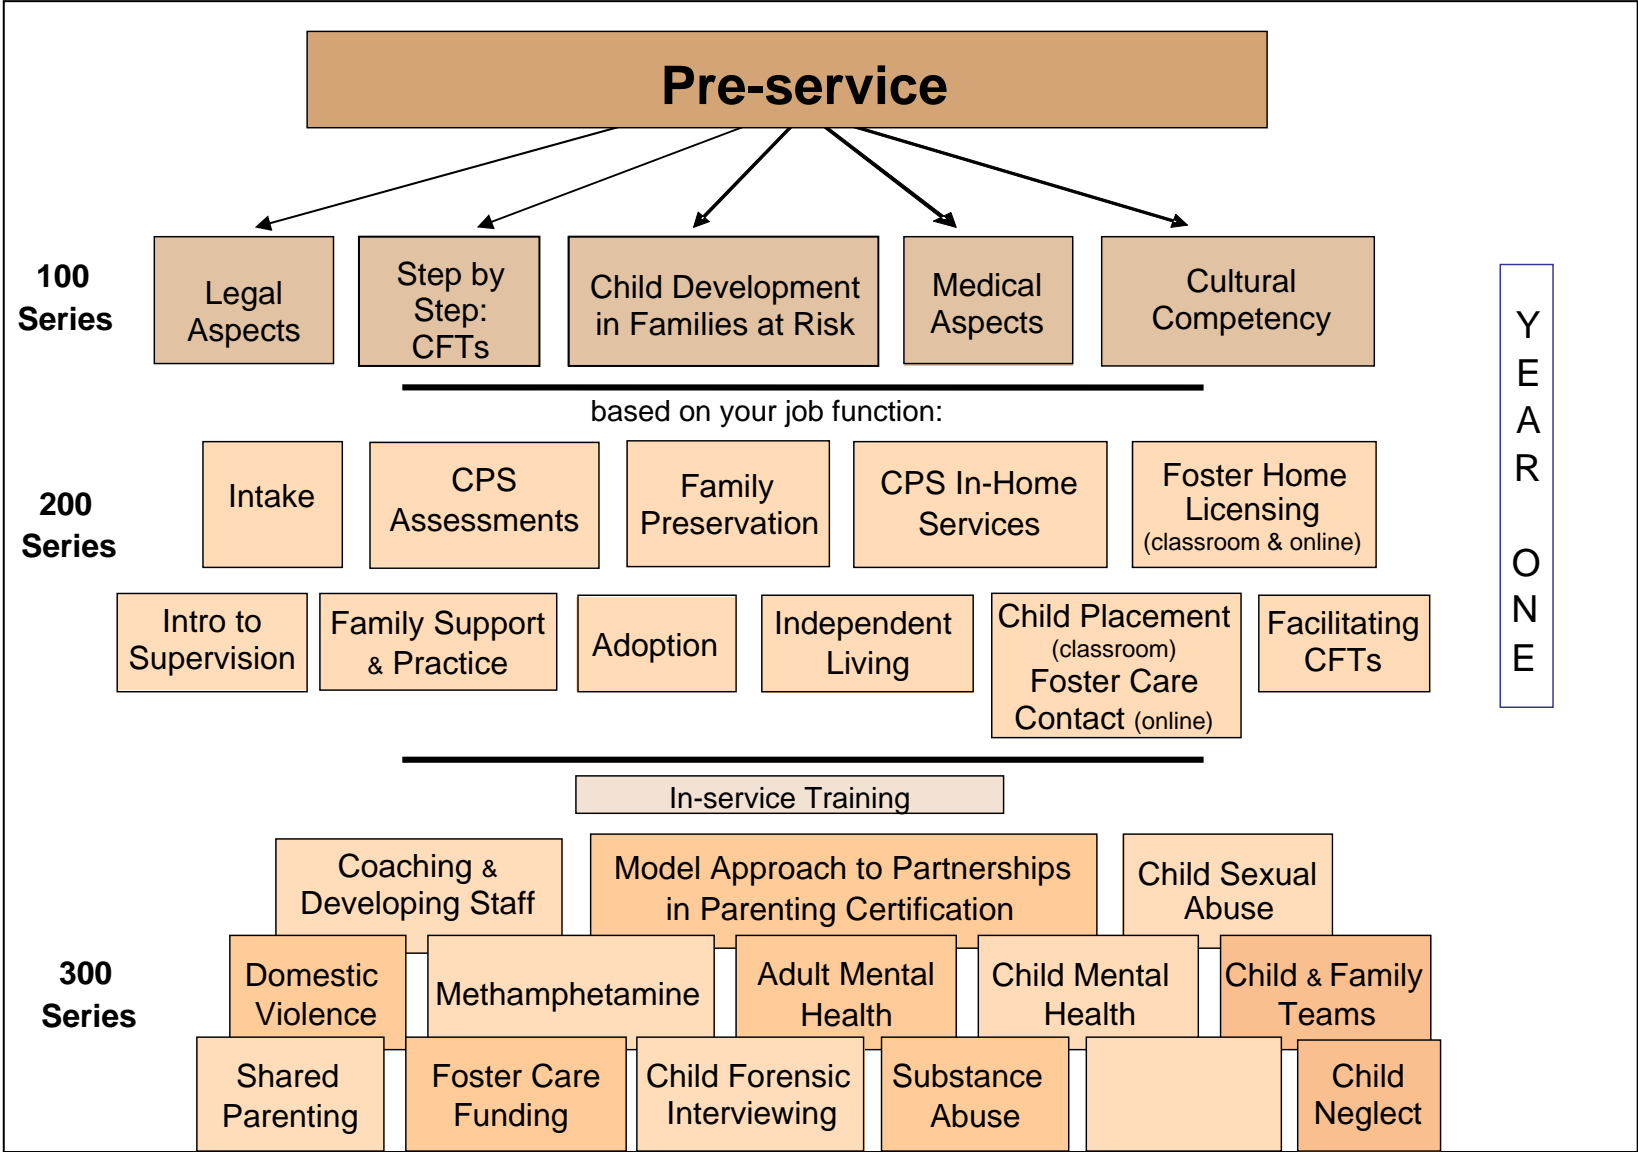 Pre-service
100
Series
Legal
Aspects
Step by
Step:
CFTs
Child Development
in Families at Risk
Medical
Aspects
Cultural
Competency
based on your job function:
200
Series
Intake
CPS
Assessments
Family
Preservation
CPS In-Home
Services
Foster Home
Licensing
(classroom & online)
Intro to
Supervision
Family Support
& Practice
Adoption
Independent
Living
Child Placement
(classroom)
Foster Care
Contact (online)
Facilitating
CFTs
YEAR ONE
In-service Training
300
Series
Coaching &
Developing Staff
Model Approach to Partnerships
in Parenting Certification
Child Sexual
Abuse
Domestic
Violence
Methamphetamine
Adult Mental
Health
Child Mental
Health
Child & Family
Teams
Shared
Parenting
Foster Care
Funding
Child Forensic
Interviewing
Substance
Abuse
Child
Neglect